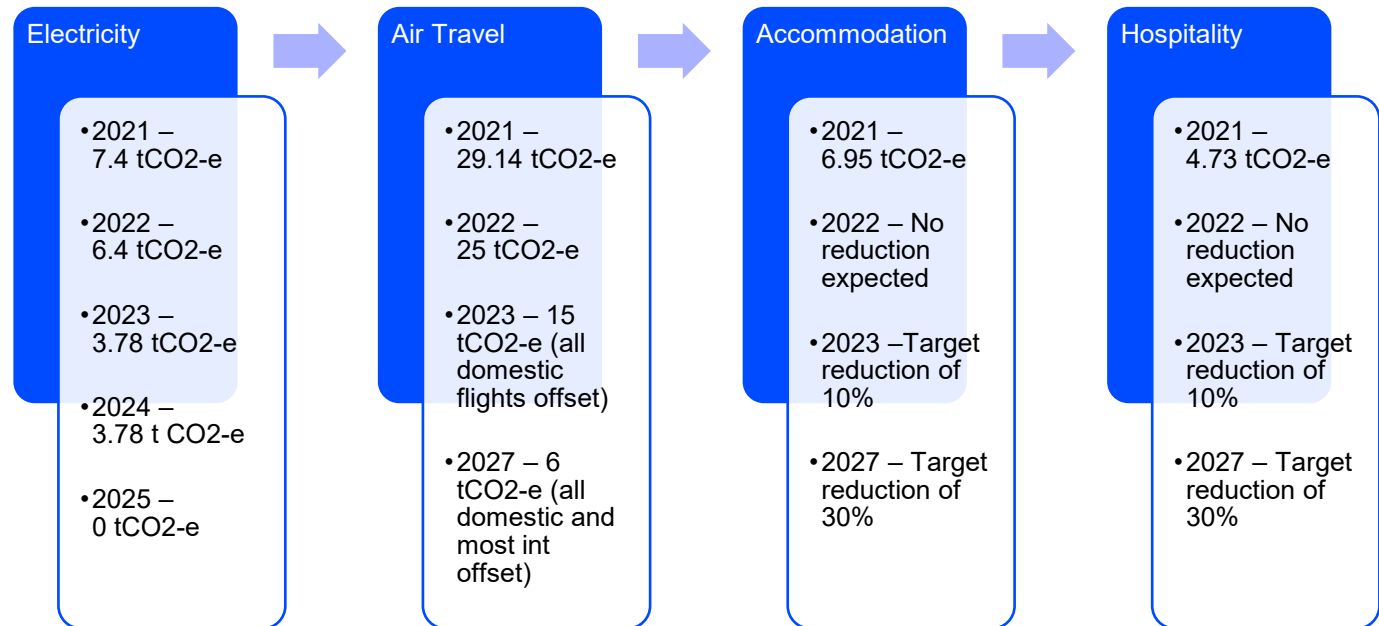 Electricity
•2021 –
7.4 tCO2-e
•2022 –
6.4 tCO2-e
•2023 –
3.78 tCO2-e
•2024 –
3.78 t CO2-e
•2025 –
0 tCO2-e
Air Travel
•2021 –
29.14 tCO2-e
•2022 –
25 tCO2-e
•2023 – 15
tCO2-e (all
domestic
flights offset)
•2027 – 6
tCO2-e (all
domestic and
most int
offset)
Accommodation
•2021 –
6.95 tCO2-e
•2022 – No
reduction
expected
•2023 –Target
reduction of
10%
•2027 – Target
reduction of
30%
Hospitality
•2021 –
4.73 tCO2-e
•2022 – No
reduction
expected
•2023 – Target
reduction of
10%
•2027 – Target
reduction of
30%